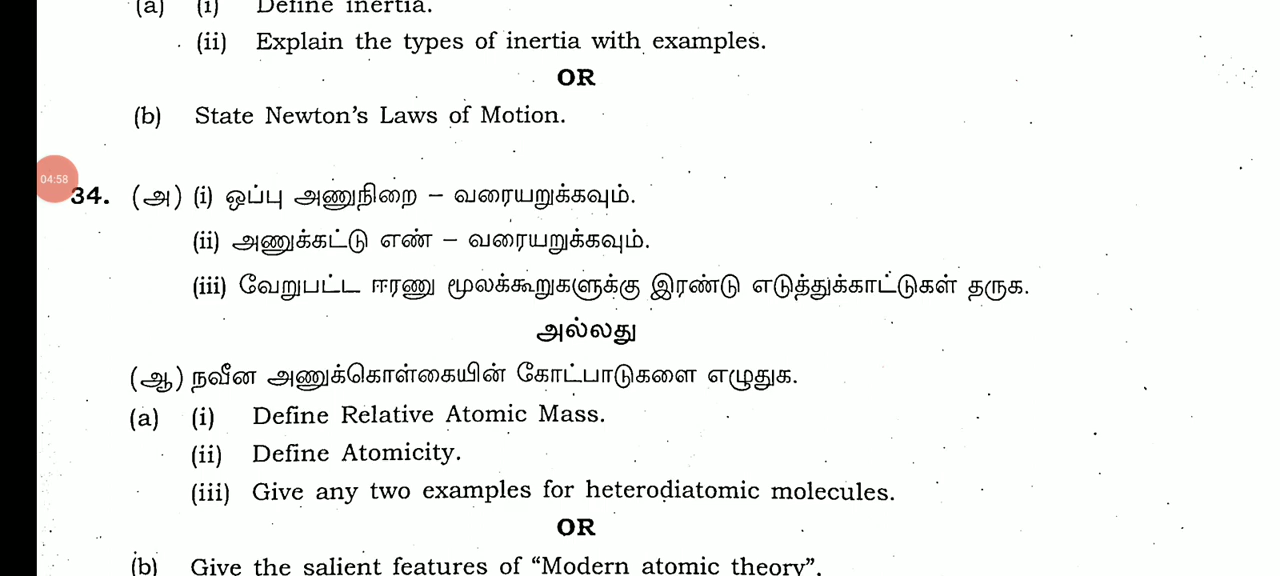 (a) (i) Define inertia.
(ii) Explain the types of inertia with examples.
OR
(b) State Newton's Laws of Motion.
04:58
34. (அ) (i) ஒப்பு அணுநிறை – வரையறுக்கவும்.
(ii) அணுக்கட்டு எண் – வரையறுக்கவும்.
(iii) வேறுபட்ட ஈரணு மூலக்கூறுகளுக்கு இரண்டு எடுத்துக்காட்டுகள் தருக.
அல்லது
(ஆ) நவீன அணுக்கொள்கையின் கோட்பாடுகளை எழுதுக.
(a) (i) Define Relative Atomic Mass.
(ii) Define Atomicity.
(iii) Give any two examples for heterodiatomic molecules.
OR
(b) Give the salient features of “Modern atomic theory”.